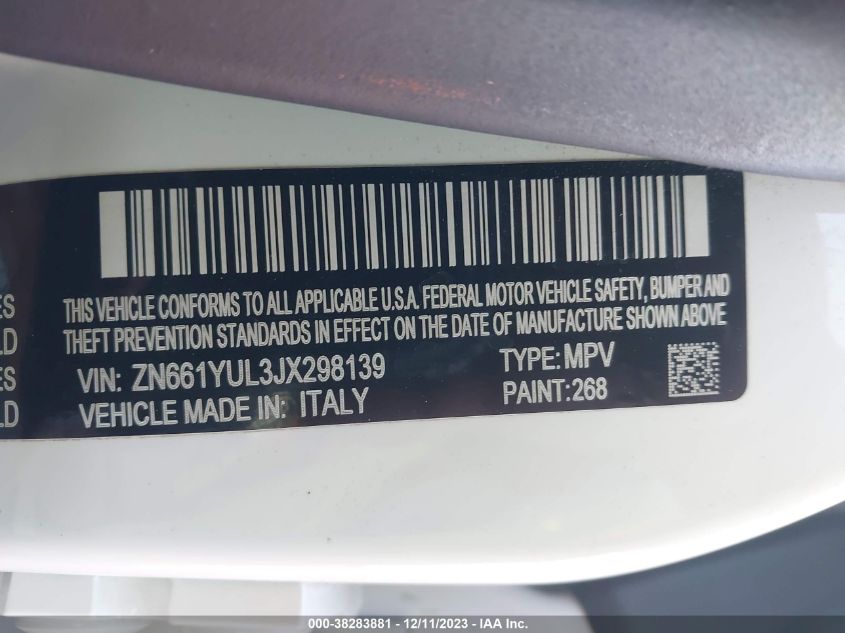 THIS VEHICLE CONFORMS TO ALL APPLICABLE U.S.A. FEDERAL MOTOR VEHICLE SAFETY, BUMPER AND
THEFT PREVENTION STANDARDS IN EFFECT ON THE DATE OF MANUFACTURE SHOWN ABOVE
VIN: ZN661YUL3JX298139 TYPE: MPV
VEHICLE MADE IN: ITALY PAINT: 268
000-38283881 - 12/11/2023 - IAA Inc.